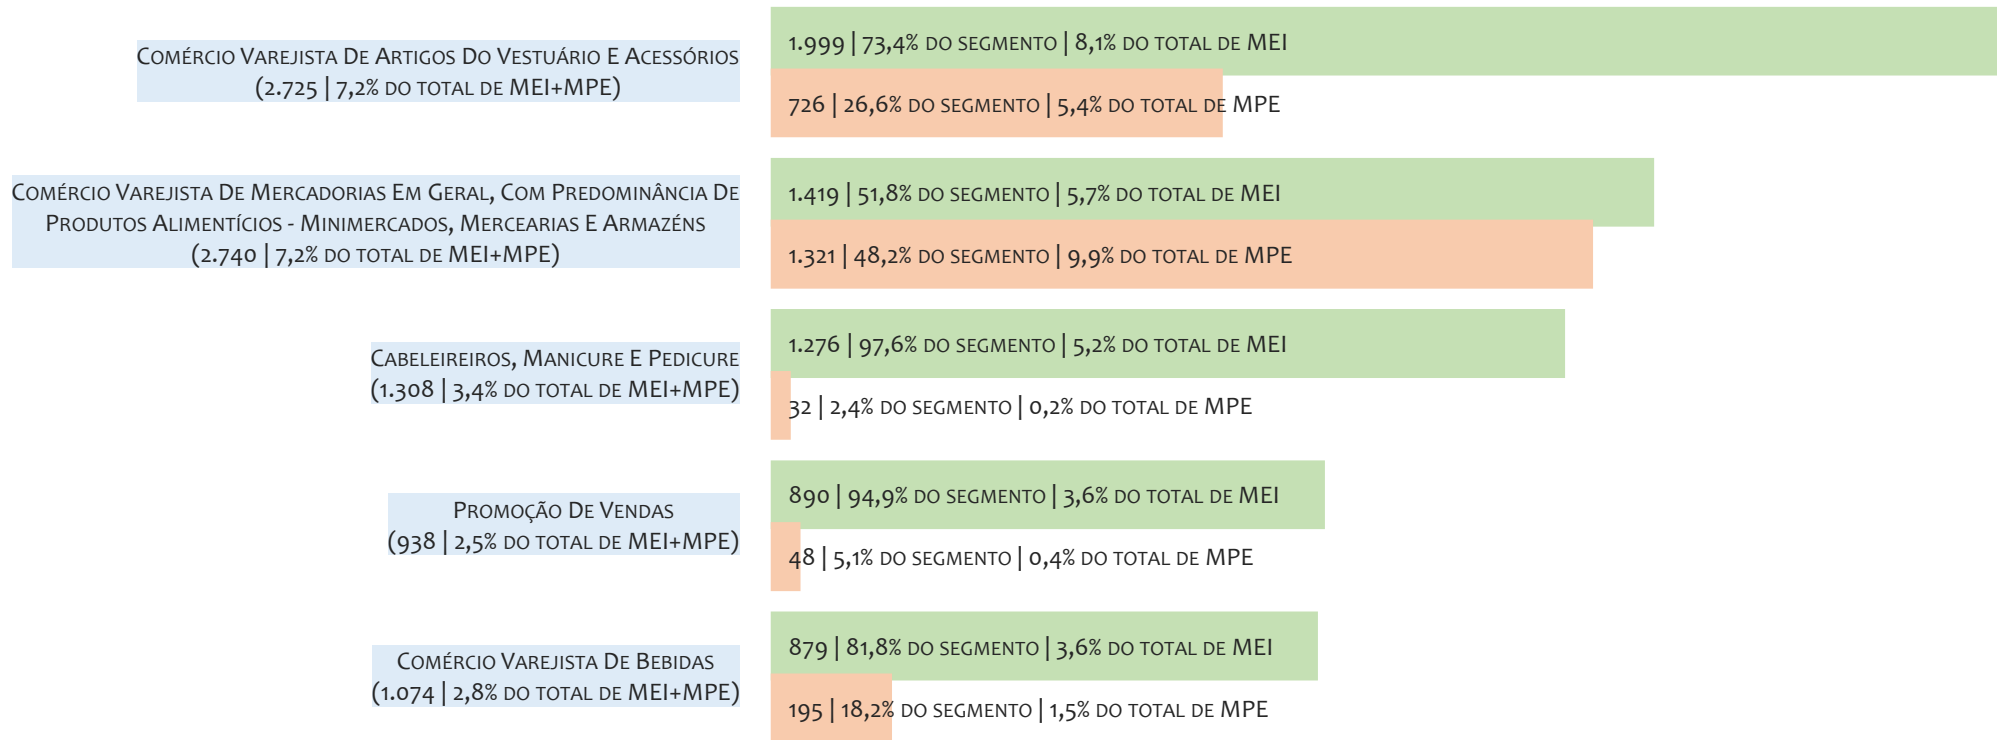 Comércio Varejista De Artigos Do Vestuário E Acessórios
(2.725 | 7,2% do total de MEI+MPE)
1.999 | 73,4% do segmento | 8,1% do total de MEI
726 | 26,6% do segmento | 5,4% do total de MPE
Comércio Varejista De Mercadorias Em Geral, Com Predominância De
Produtos Alimentícios - Minimercados, Mercearias E Armazéns
(2.740 | 7,2% do total de MEI+MPE)
1.419 | 51,8% do segmento | 5,7% do total de MEI
1.321 | 48,2% do segmento | 9,9% do total de MPE
Cabeleireiros, Manicure E Pedicure
(1.308 | 3,4% do total de MEI+MPE)
1.276 | 97,6% do segmento | 5,2% do total de MEI
32 | 2,4% do segmento | 0,2% do total de MPE
Promoção De Vendas
(938 | 2,5% do total de MEI+MPE)
890 | 94,9% do segmento | 3,6% do total de MEI
48 | 5,1% do segmento | 0,4% do total de MPE
Comércio Varejista De Bebidas
(1.074 | 2,8% do total de MEI+MPE)
879 | 81,8% do segmento | 3,6% do total de MEI
195 | 18,2% do segmento | 1,5% do total de MPE